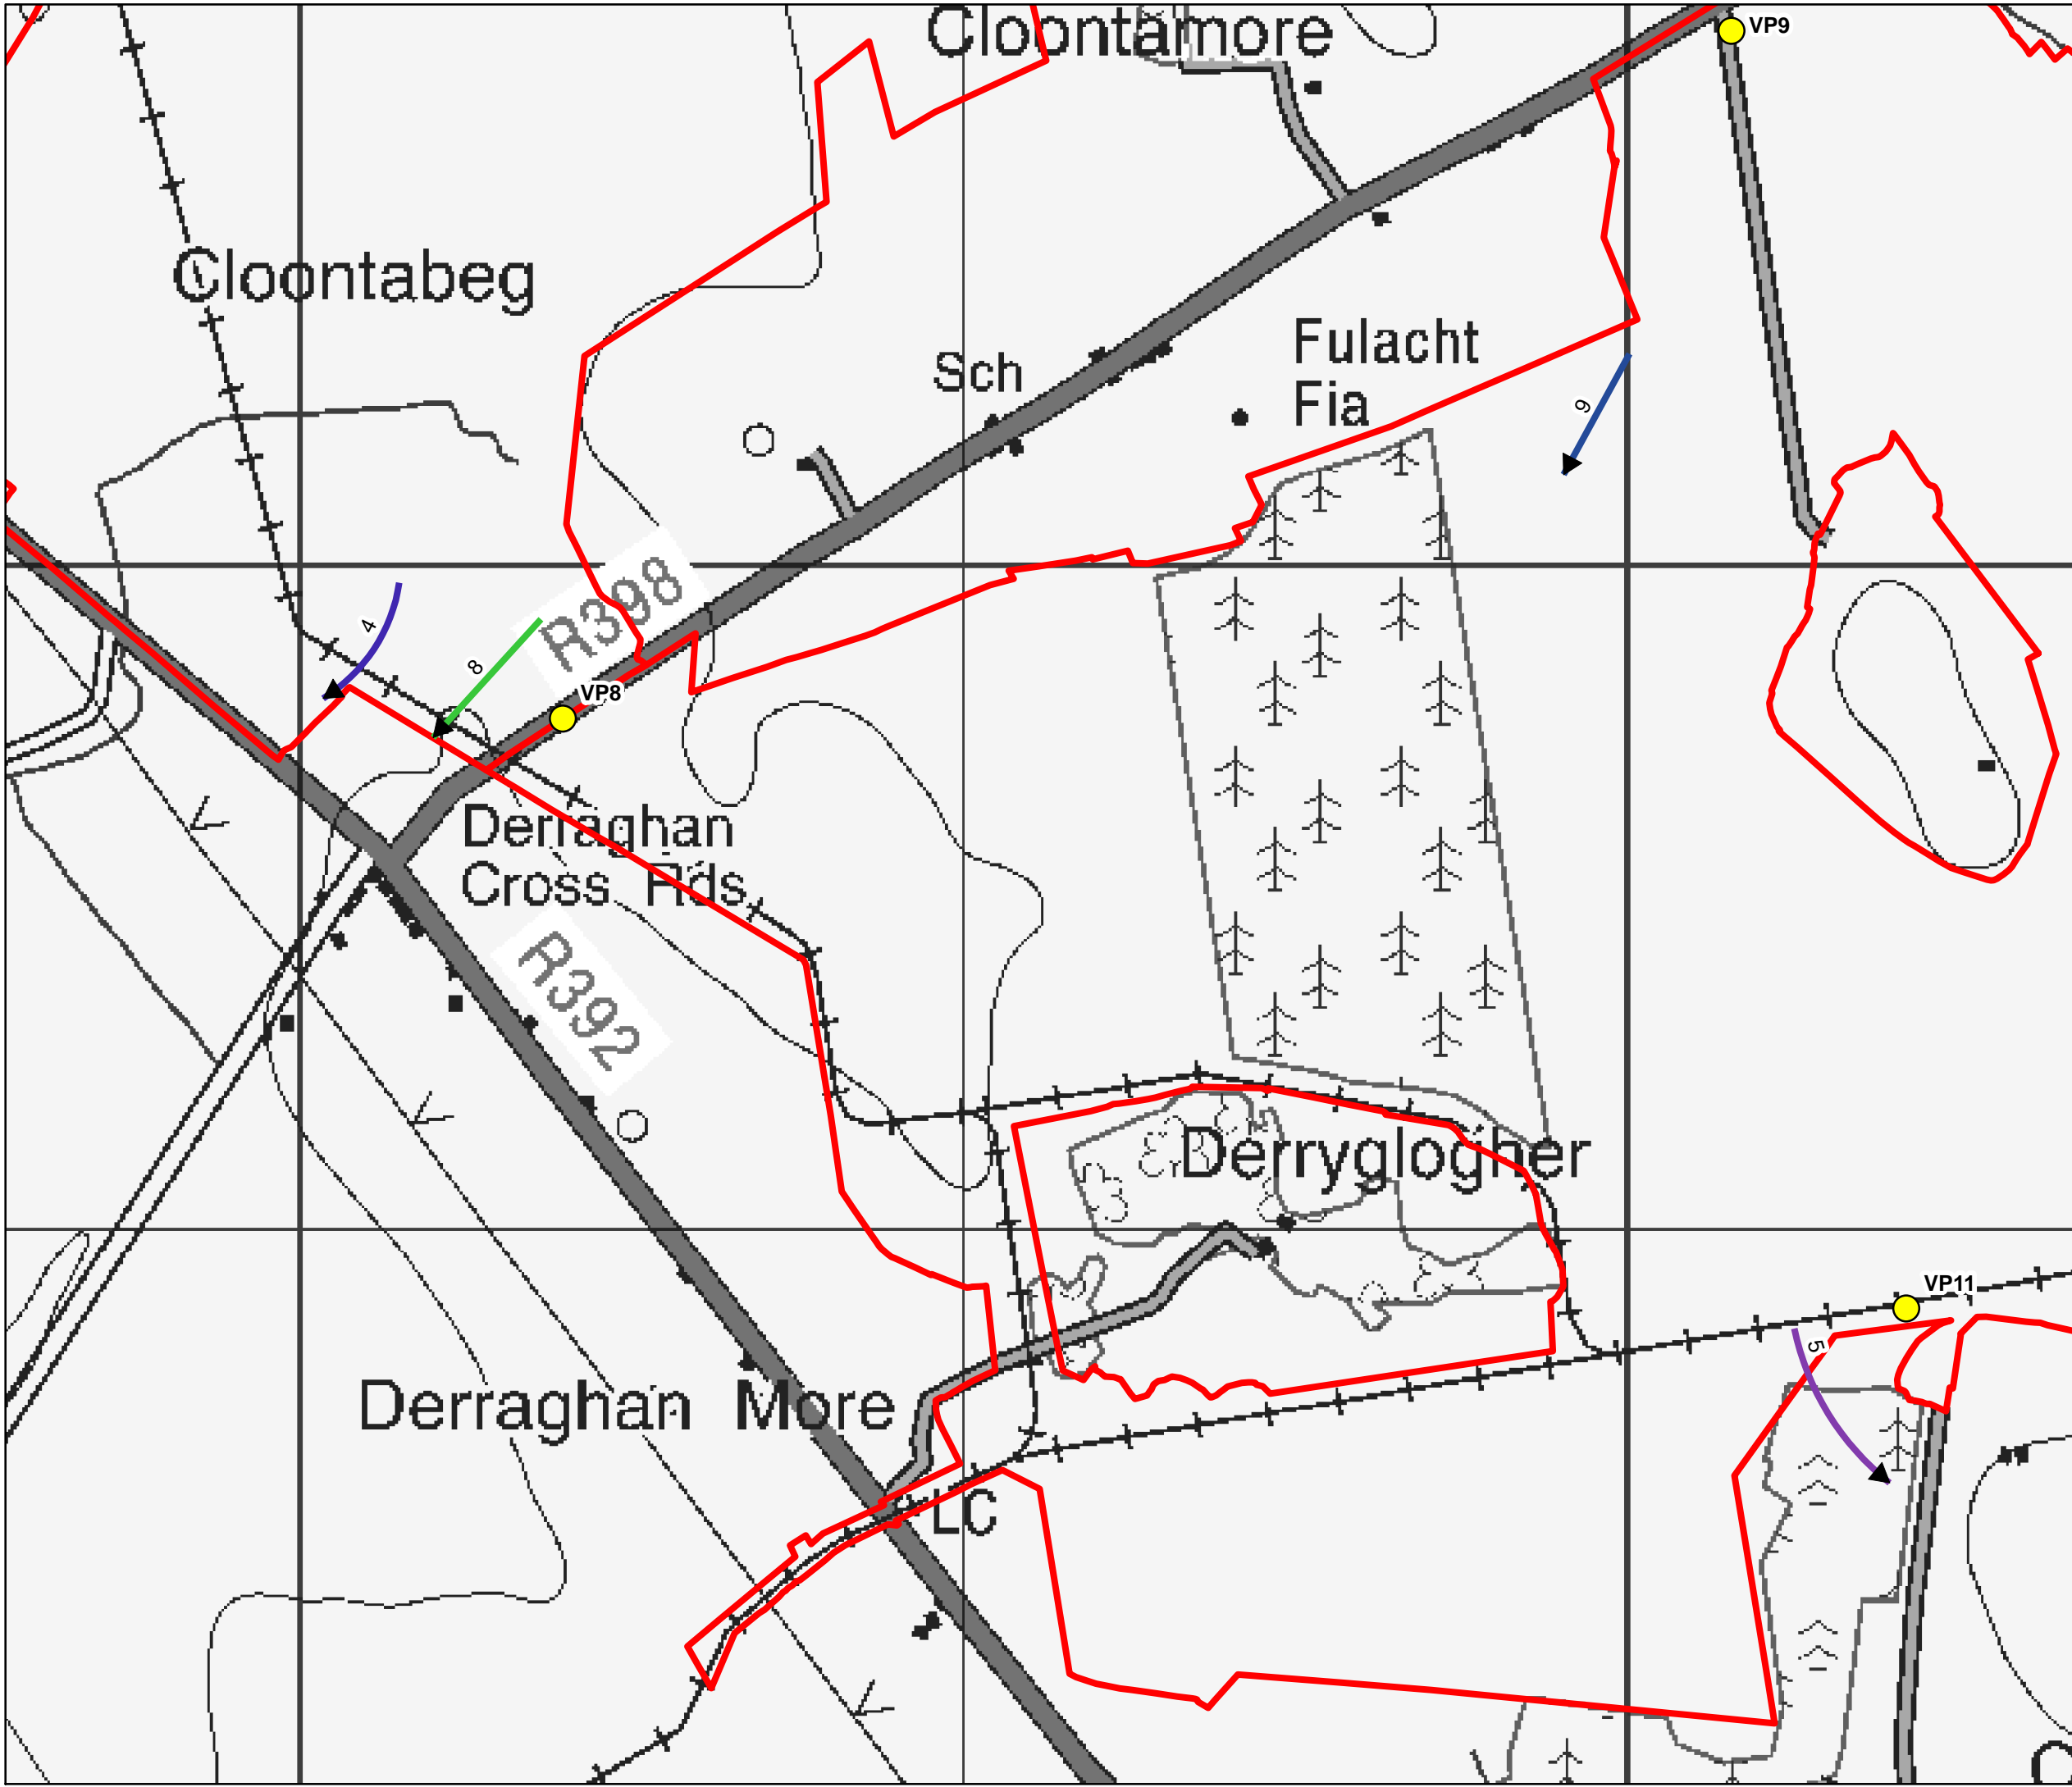 Cloontamore
VP9
Cloontabeg
Fulacht
Fia
Sch
9
R398
4
8
VP8
Derraghan
Cross Rds
R392
Derryglogher
VP11
5
Derraghan More
LC